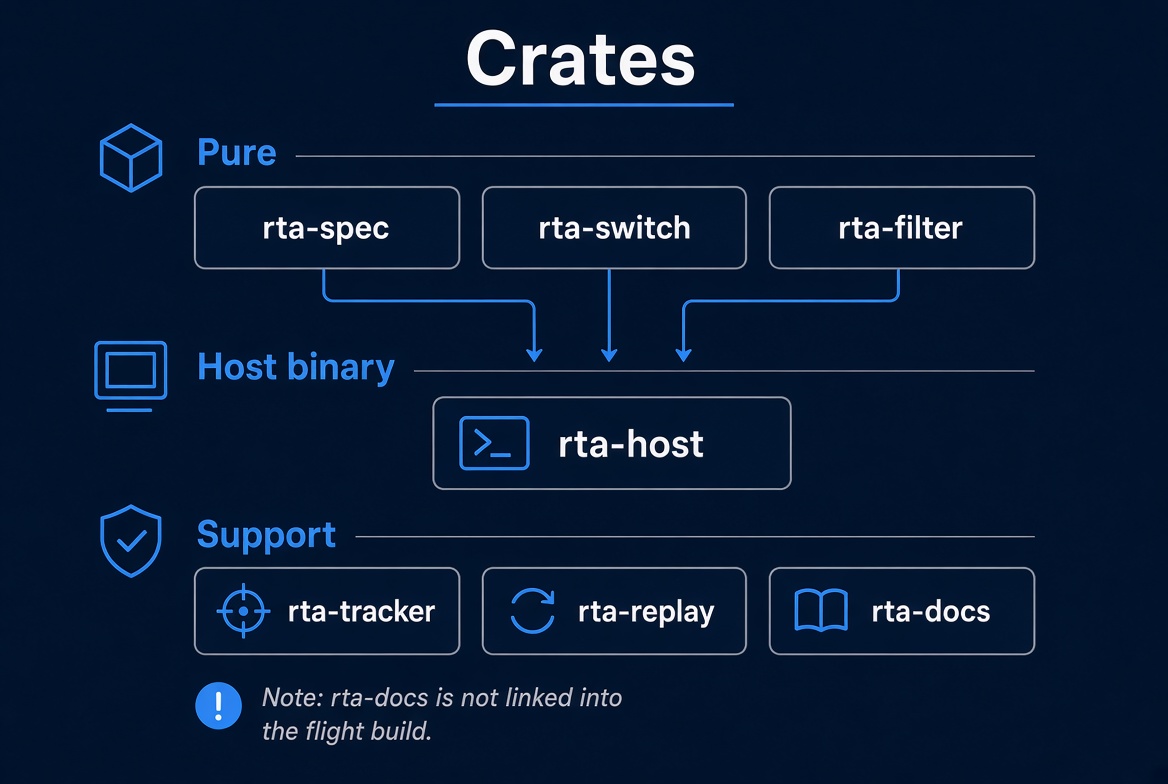 Crates
Pure
rta-spec
rta-switch
rta-filter
Host binary
rta-host
Support
rta-tracker
rta-replay
rta-docs
Note: rta-docs is not linked into
the flight build.